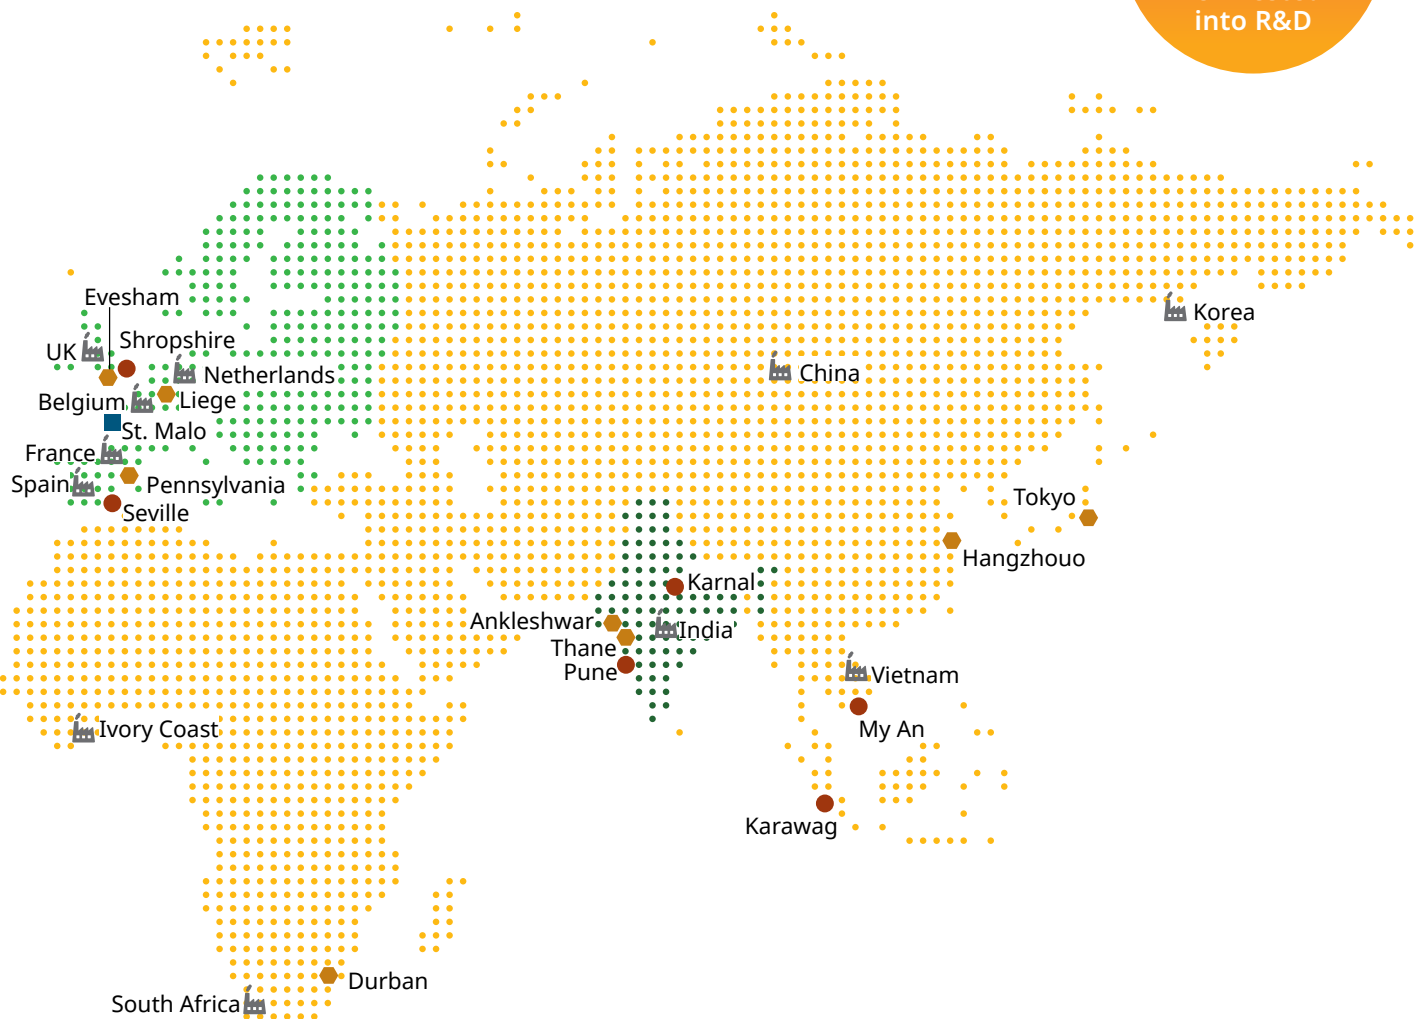 into R&D
Evesham
Korea
Shropshire
UK
Netherlands
China
Belgium
Liege
St. Malo
France
Spain
Pennsylvania
Tokyo
Seville
Hangzhouo
Karnal
Ankleshwar
India
Thane
Pune
Vietnam
Ivory Coast
My An
Karawag
Durban
South Africa